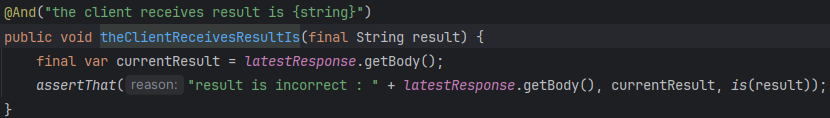 @And("the client receives result is {string}")
public void theClientReceivesResultIs(final String result) {
final var currentResult = latestResponse.getBody();
assertThat( reason: "result is incorrect : " + latestResponse.getBody(), currentResult, is(result));
}